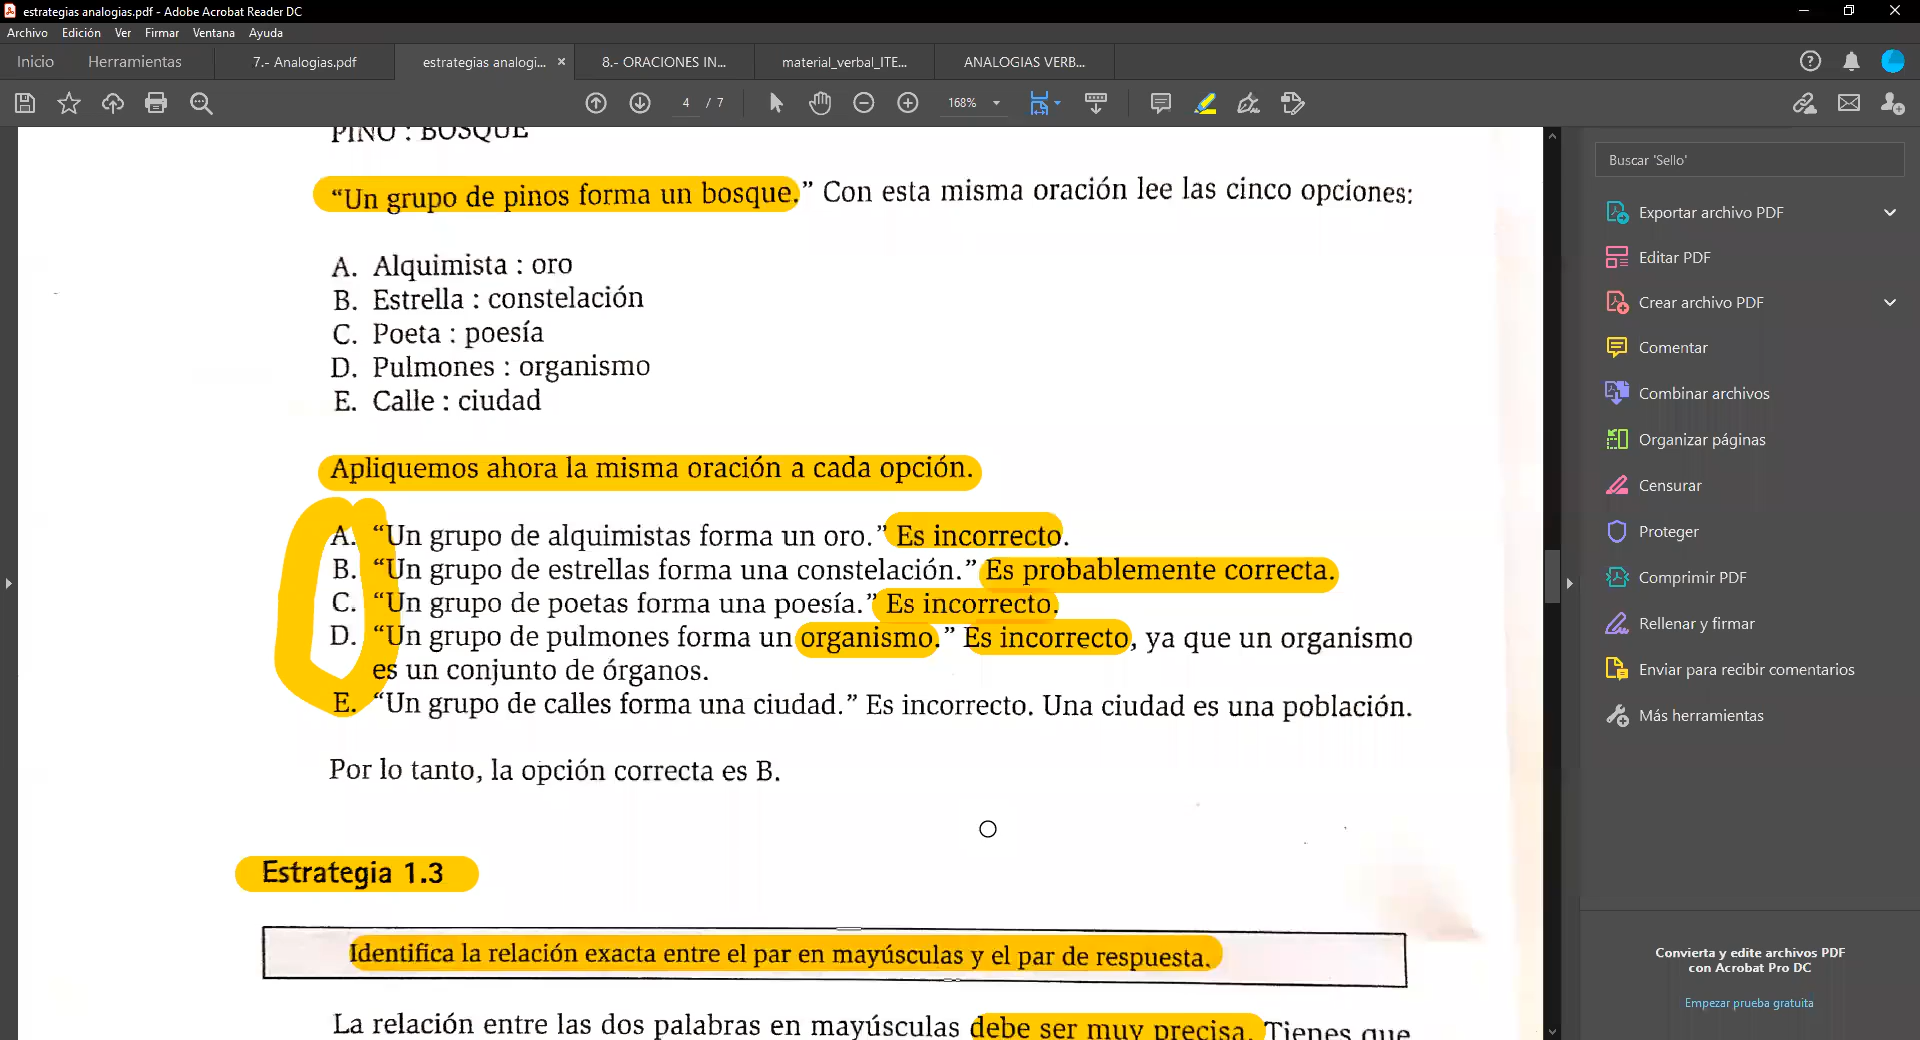 estrategias analogias.pdf - Adobe Acrobat Reader DC
Archivo Edición Ver Firmar Ventana Ayuda
Inicio Herramientas 7.- Analogias.pdf estrategias analogi... × 8.- ORACIONES IN... material_verbal_ITE... ANALOGIAS VERB...
4 / 7 168%
PINO : BOSQUE
“Un grupo de pinos forma un bosque.” Con esta misma oración lee las cinco opciones:
A. Alquimista : oro
B. Estrella : constelación
C. Poeta : poesía
D. Pulmones : organismo
E. Calle : ciudad
Apliquemos ahora la misma oración a cada opción.
A. “Un grupo de alquimistas forma un oro.” Es incorrecto.
B. “Un grupo de estrellas forma una constelación.” Es probablemente correcta.
C. “Un grupo de poetas forma una poesía.” Es incorrecto.
D. “Un grupo de pulmones forma un organismo.” Es incorrecto, ya que un organismo
es un conjunto de órganos.
E. “Un grupo de calles forma una ciudad.” Es incorrecto. Una ciudad es una población.
Por lo tanto, la opción correcta es B.
Estrategia 1.3
Identifica la relación exacta entre el par en mayúsculas y el par de respuesta.
La relación entre las dos palabras en mayúsculas debe ser muy precisa. Tienes que
Buscar 'Sello'
Exportar archivo PDF
Editar PDF
Crear archivo PDF
Comentar
Combinar archivos
Organizar páginas
Censurar
Proteger
Comprimir PDF
Rellenar y firmar
Enviar para recibir comentarios
Más herramientas
Convierta y edite archivos PDF
con Acrobat Pro DC
Empezar prueba gratuita